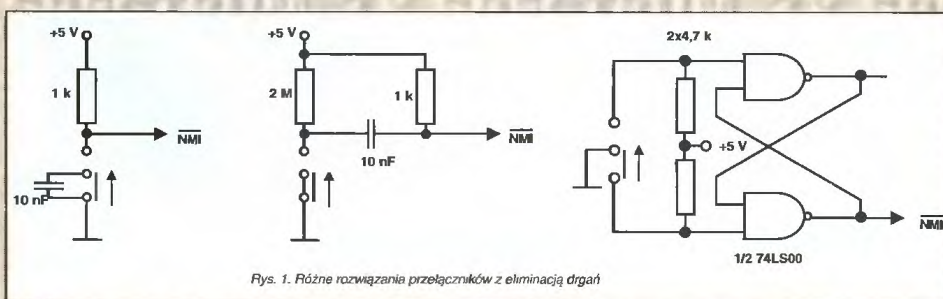 +5 V
1 k
NMI
10 nF
+5 V
2 M
1 k
NMI
10 nF
2x4,7 k
+5 V
NMI
1/2 74LS00
Rys. 1. Różne rozwiązania przełączników z eliminacją drgań